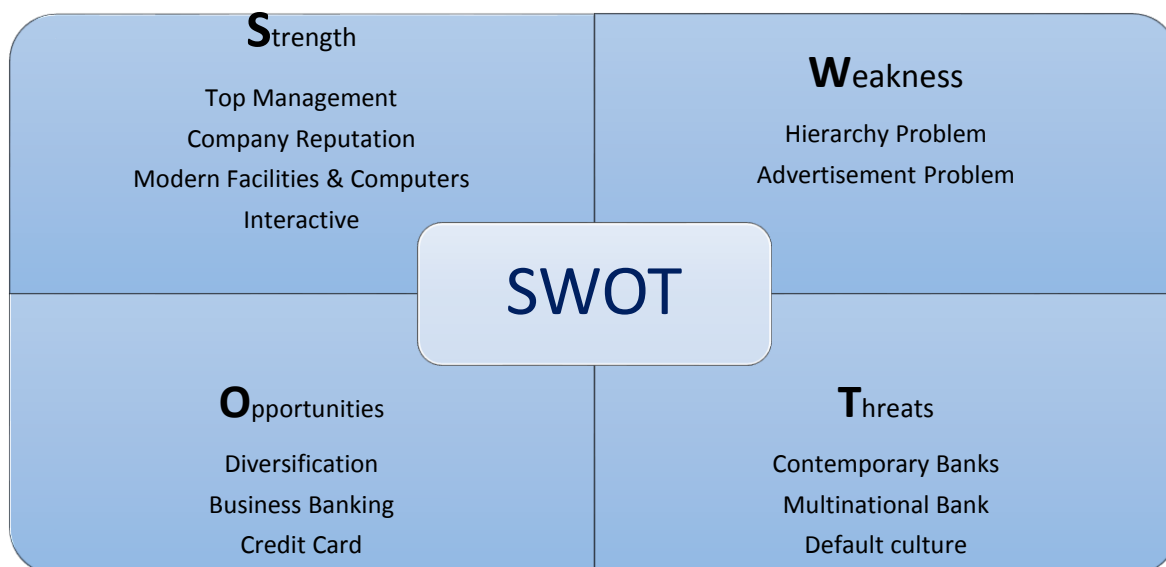 Strength
Top Management
Company Reputation
Modern Facilities & Computers
Interactive
Weakness
Hierarchy Problem
Advertisement Problem
SWOT
Opportunities
Diversification
Business Banking
Credit Card
Threats
Contemporary Banks
Multinational Bank
Default culture